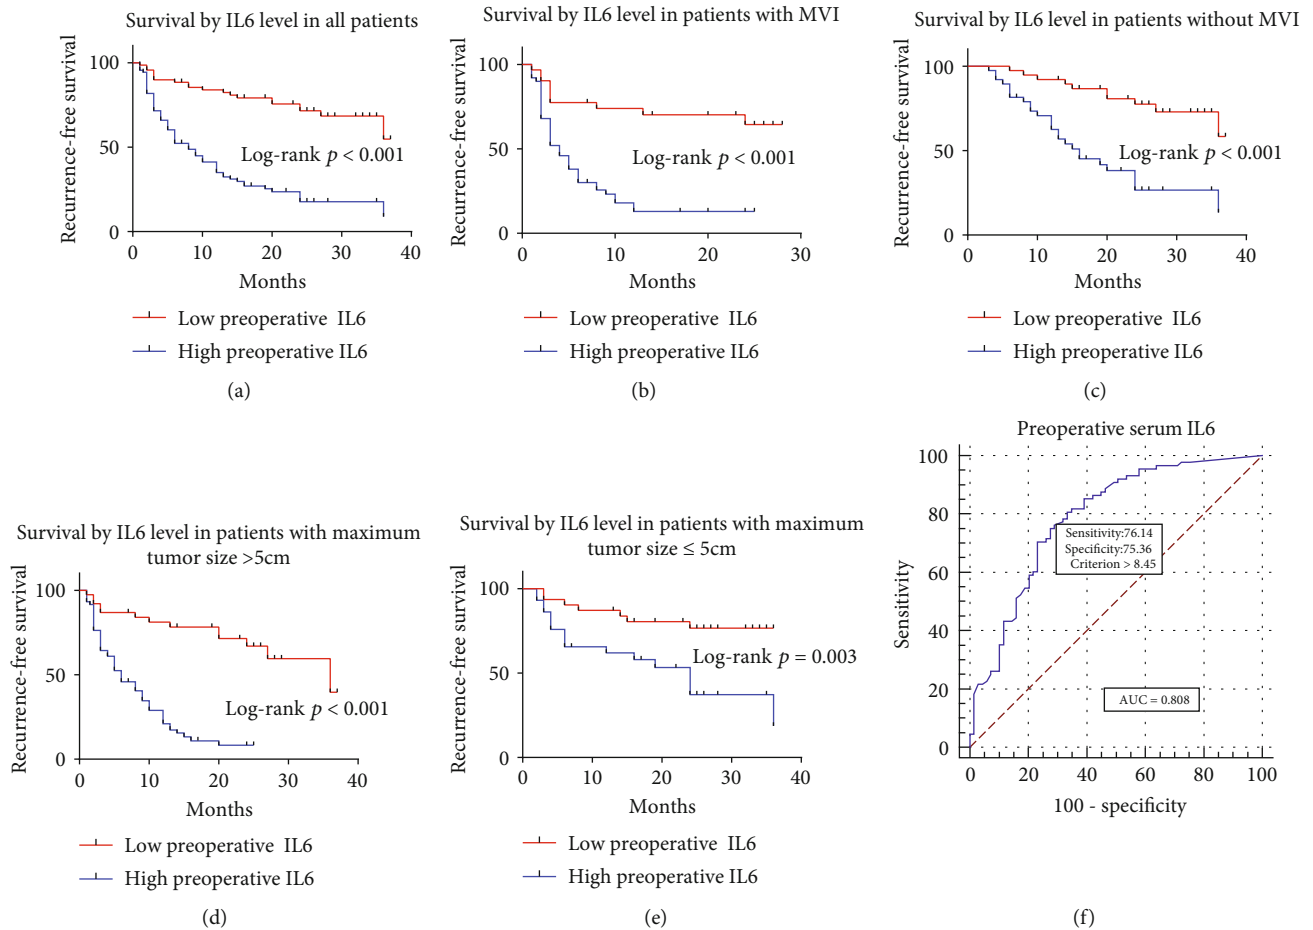 Survival by IL6 level in all patients
Recurrence-free survival
100
50
0
Log-rank p < 0.001
0 10 20 30 40
Months
Low preoperative IL6
High preoperative IL6
(a)
Survival by IL6 level in patients with MVI
Recurrence-free survival
100
50
0
Log-rank p < 0.001
0 10 20 30
Months
Low preoperative IL6
High preoperative IL6
(b)
Survival by IL6 level in patients without MVI
Recurrence-free survival
100
50
0
Log-rank p < 0.001
0 10 20 30 40
Months
Low preoperative IL6
High preoperative IL6
(c)
Survival by IL6 level in patients with maximum
tumor size >5cm
Recurrence-free survival
100
50
0
Log-rank p < 0.001
0 10 20 30 40
Months
Low preoperative IL6
High preoperative IL6
(d)
Survival by IL6 level in patients with maximum
tumor size ≤ 5cm
Recurrence-free survival
100
50
0
Log-rank p = 0.003
0 10 20 30 40
Months
Low preoperative IL6
High preoperative IL6
(e)
Preoperative serum IL6
Sensitivity
100
80
60
40
20
0
Sensitivity:76.14
Specificity:75.36
Criterion > 8.45
AUC = 0.808
0 20 40 60 80 100
100 - specificity
(f)